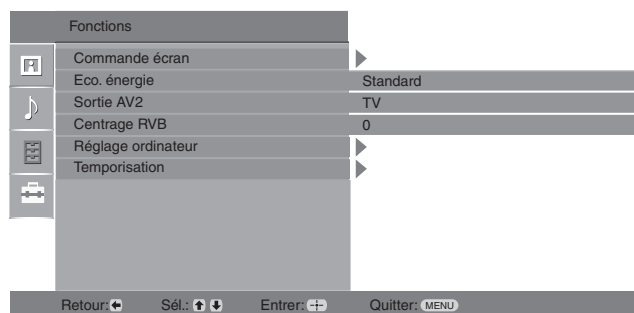 Fonctions
Commande écran
Eco. énergie Standard
Sortie AV2 TV
Centrage RVB 0
Réglage ordinateur
Temporisation
Retour: Sél.: Entrer: Quitter: MENU